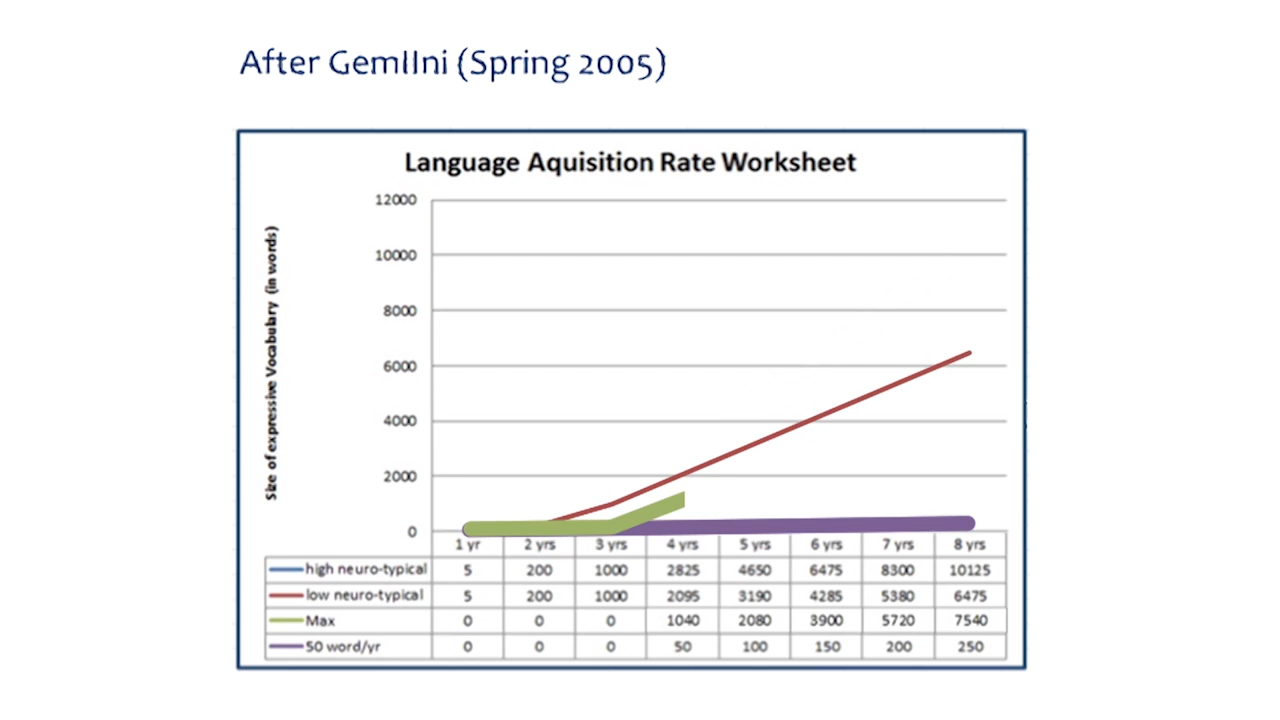 After GemIIni (Spring 2005)
Language Aquisition Rate Worksheet
Size of expressive Vocabulary (in words)
12000
10000
8000
6000
4000
2000
0
1 yr 2 yrs 3 yrs 4 yrs 5 yrs 6 yrs 7 yrs 8 yrs
high neuro-typical 5 200 1000 2825 4650 6475 8300 10125
low neuro-typical 5 200 1000 2095 3190 4285 5380 6475
Max 0 0 0 1040 2080 3900 5720 7540
50 word/yr 0 0 0 50 100 150 200 250